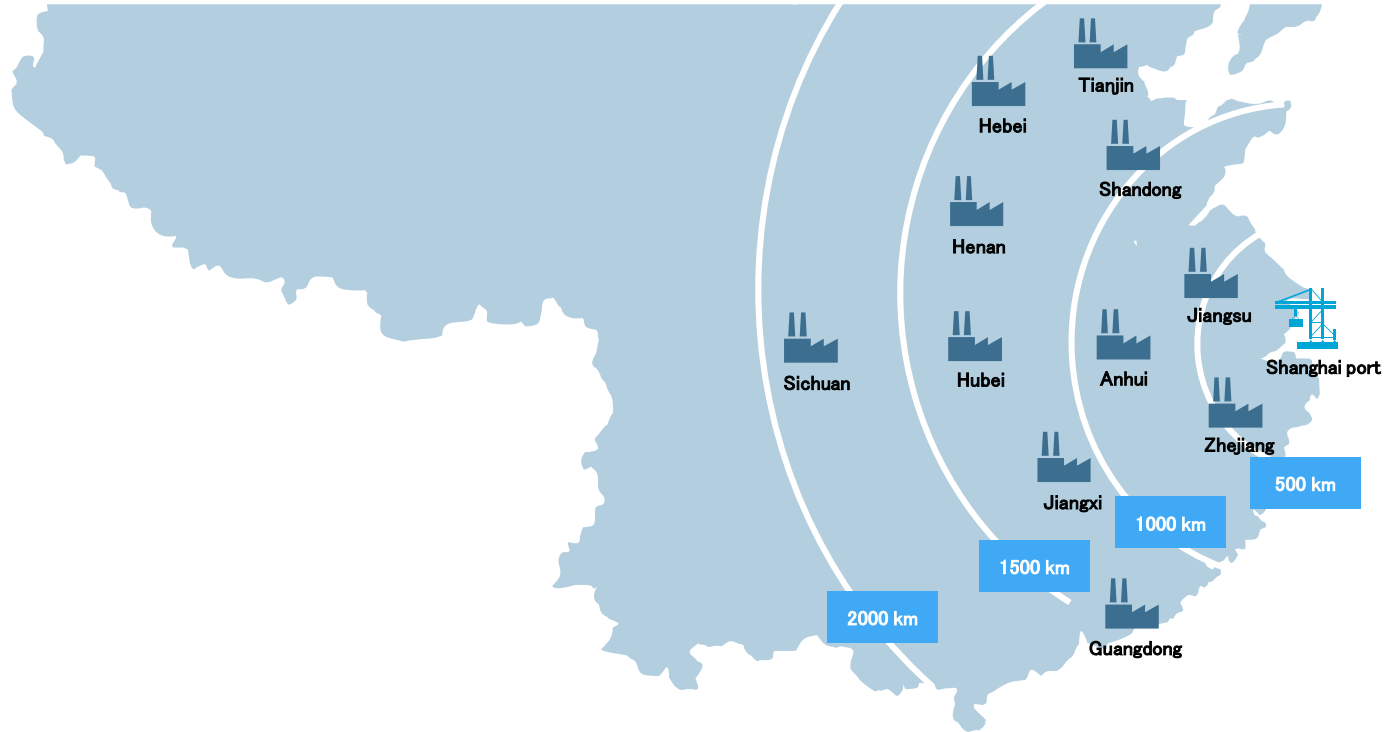 Tianjin
Hebei
Shandong
Henan
Jiangsu
Shanghai port
Sichuan
Hubei
Anhui
Zhejiang
500 km
Jiangxi
1000 km
1500 km
2000 km
Guangdong